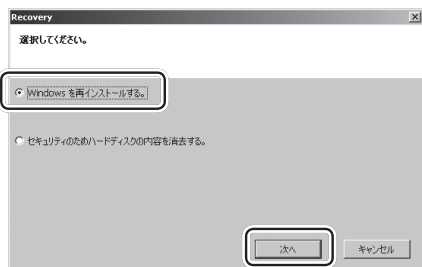 Recovery
選択してください。
Windows を再インストールする。
セキュリティのためハードディスクの内容を消去する。
次へ
キャンセル